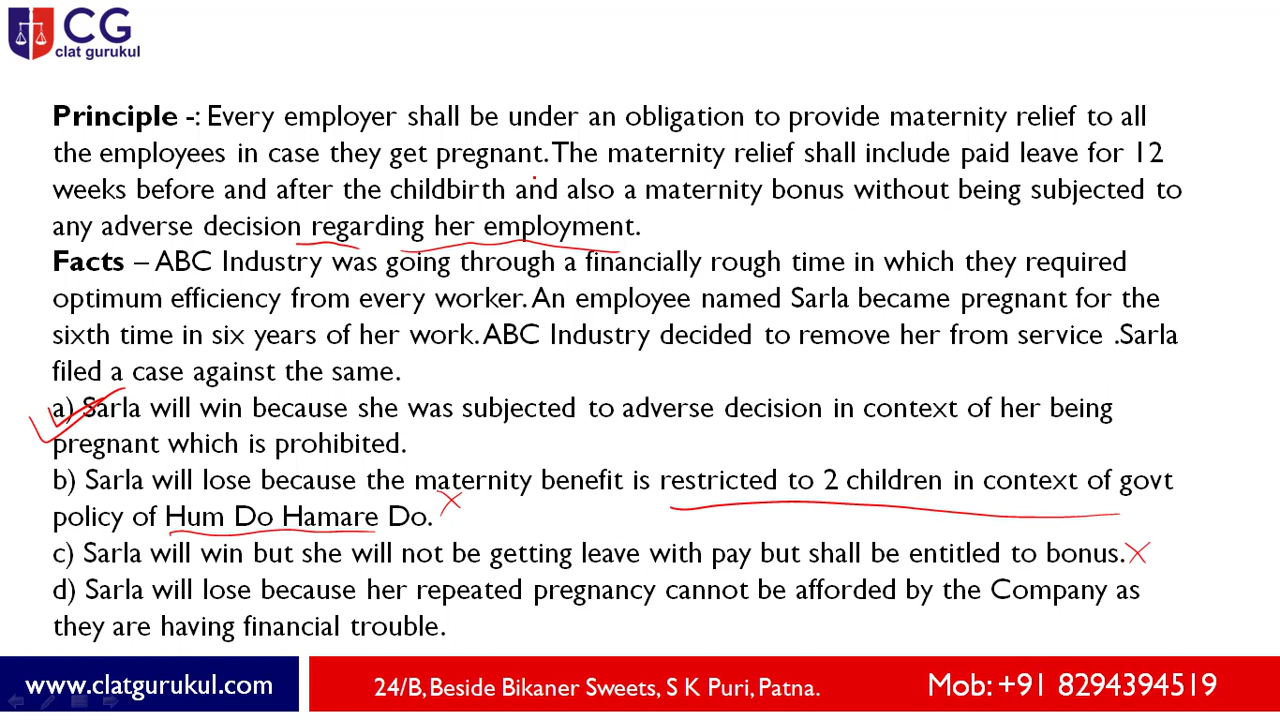 CG
clat gurukul
Principle -: Every employer shall be under an obligation to provide maternity relief to all
the employees in case they get pregnant. The maternity relief shall include paid leave for 12
weeks before and after the childbirth and also a maternity bonus without being subjected to
any adverse decision regarding her employment.
Facts – ABC Industry was going through a financially rough time in which they required
optimum efficiency from every worker. An employee named Sarla became pregnant for the
sixth time in six years of her work. ABC Industry decided to remove her from service .Sarla
filed a case against the same.
a) Sarla will win because she was subjected to adverse decision in context of her being
pregnant which is prohibited.
b) Sarla will lose because the maternity benefit is restricted to 2 children in context of govt
policy of Hum Do Hamare Do.
c) Sarla will win but she will not be getting leave with pay but shall be entitled to bonus.
d) Sarla will lose because her repeated pregnancy cannot be afforded by the Company as
they are having financial trouble.
www.clatgurukul.com
24/B, Beside Bikaner Sweets, S K Puri, Patna.
Mob: +91 8294394519